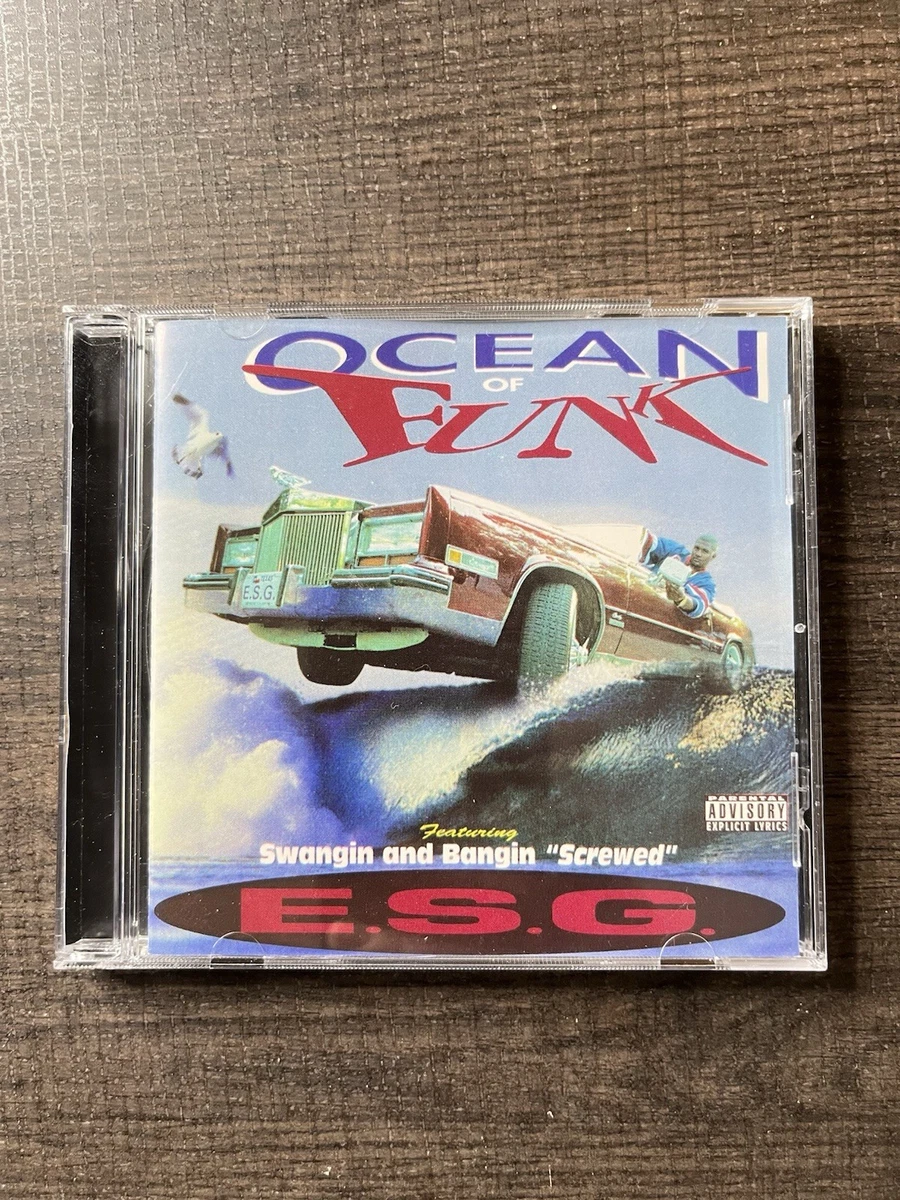 OCEAN
OF
FUNK
E.S.G.
PARENTAL
ADVISORY
EXPLICIT LYRICS
Featuring
Swangin and Bangin "Screwed"
E.S.G.